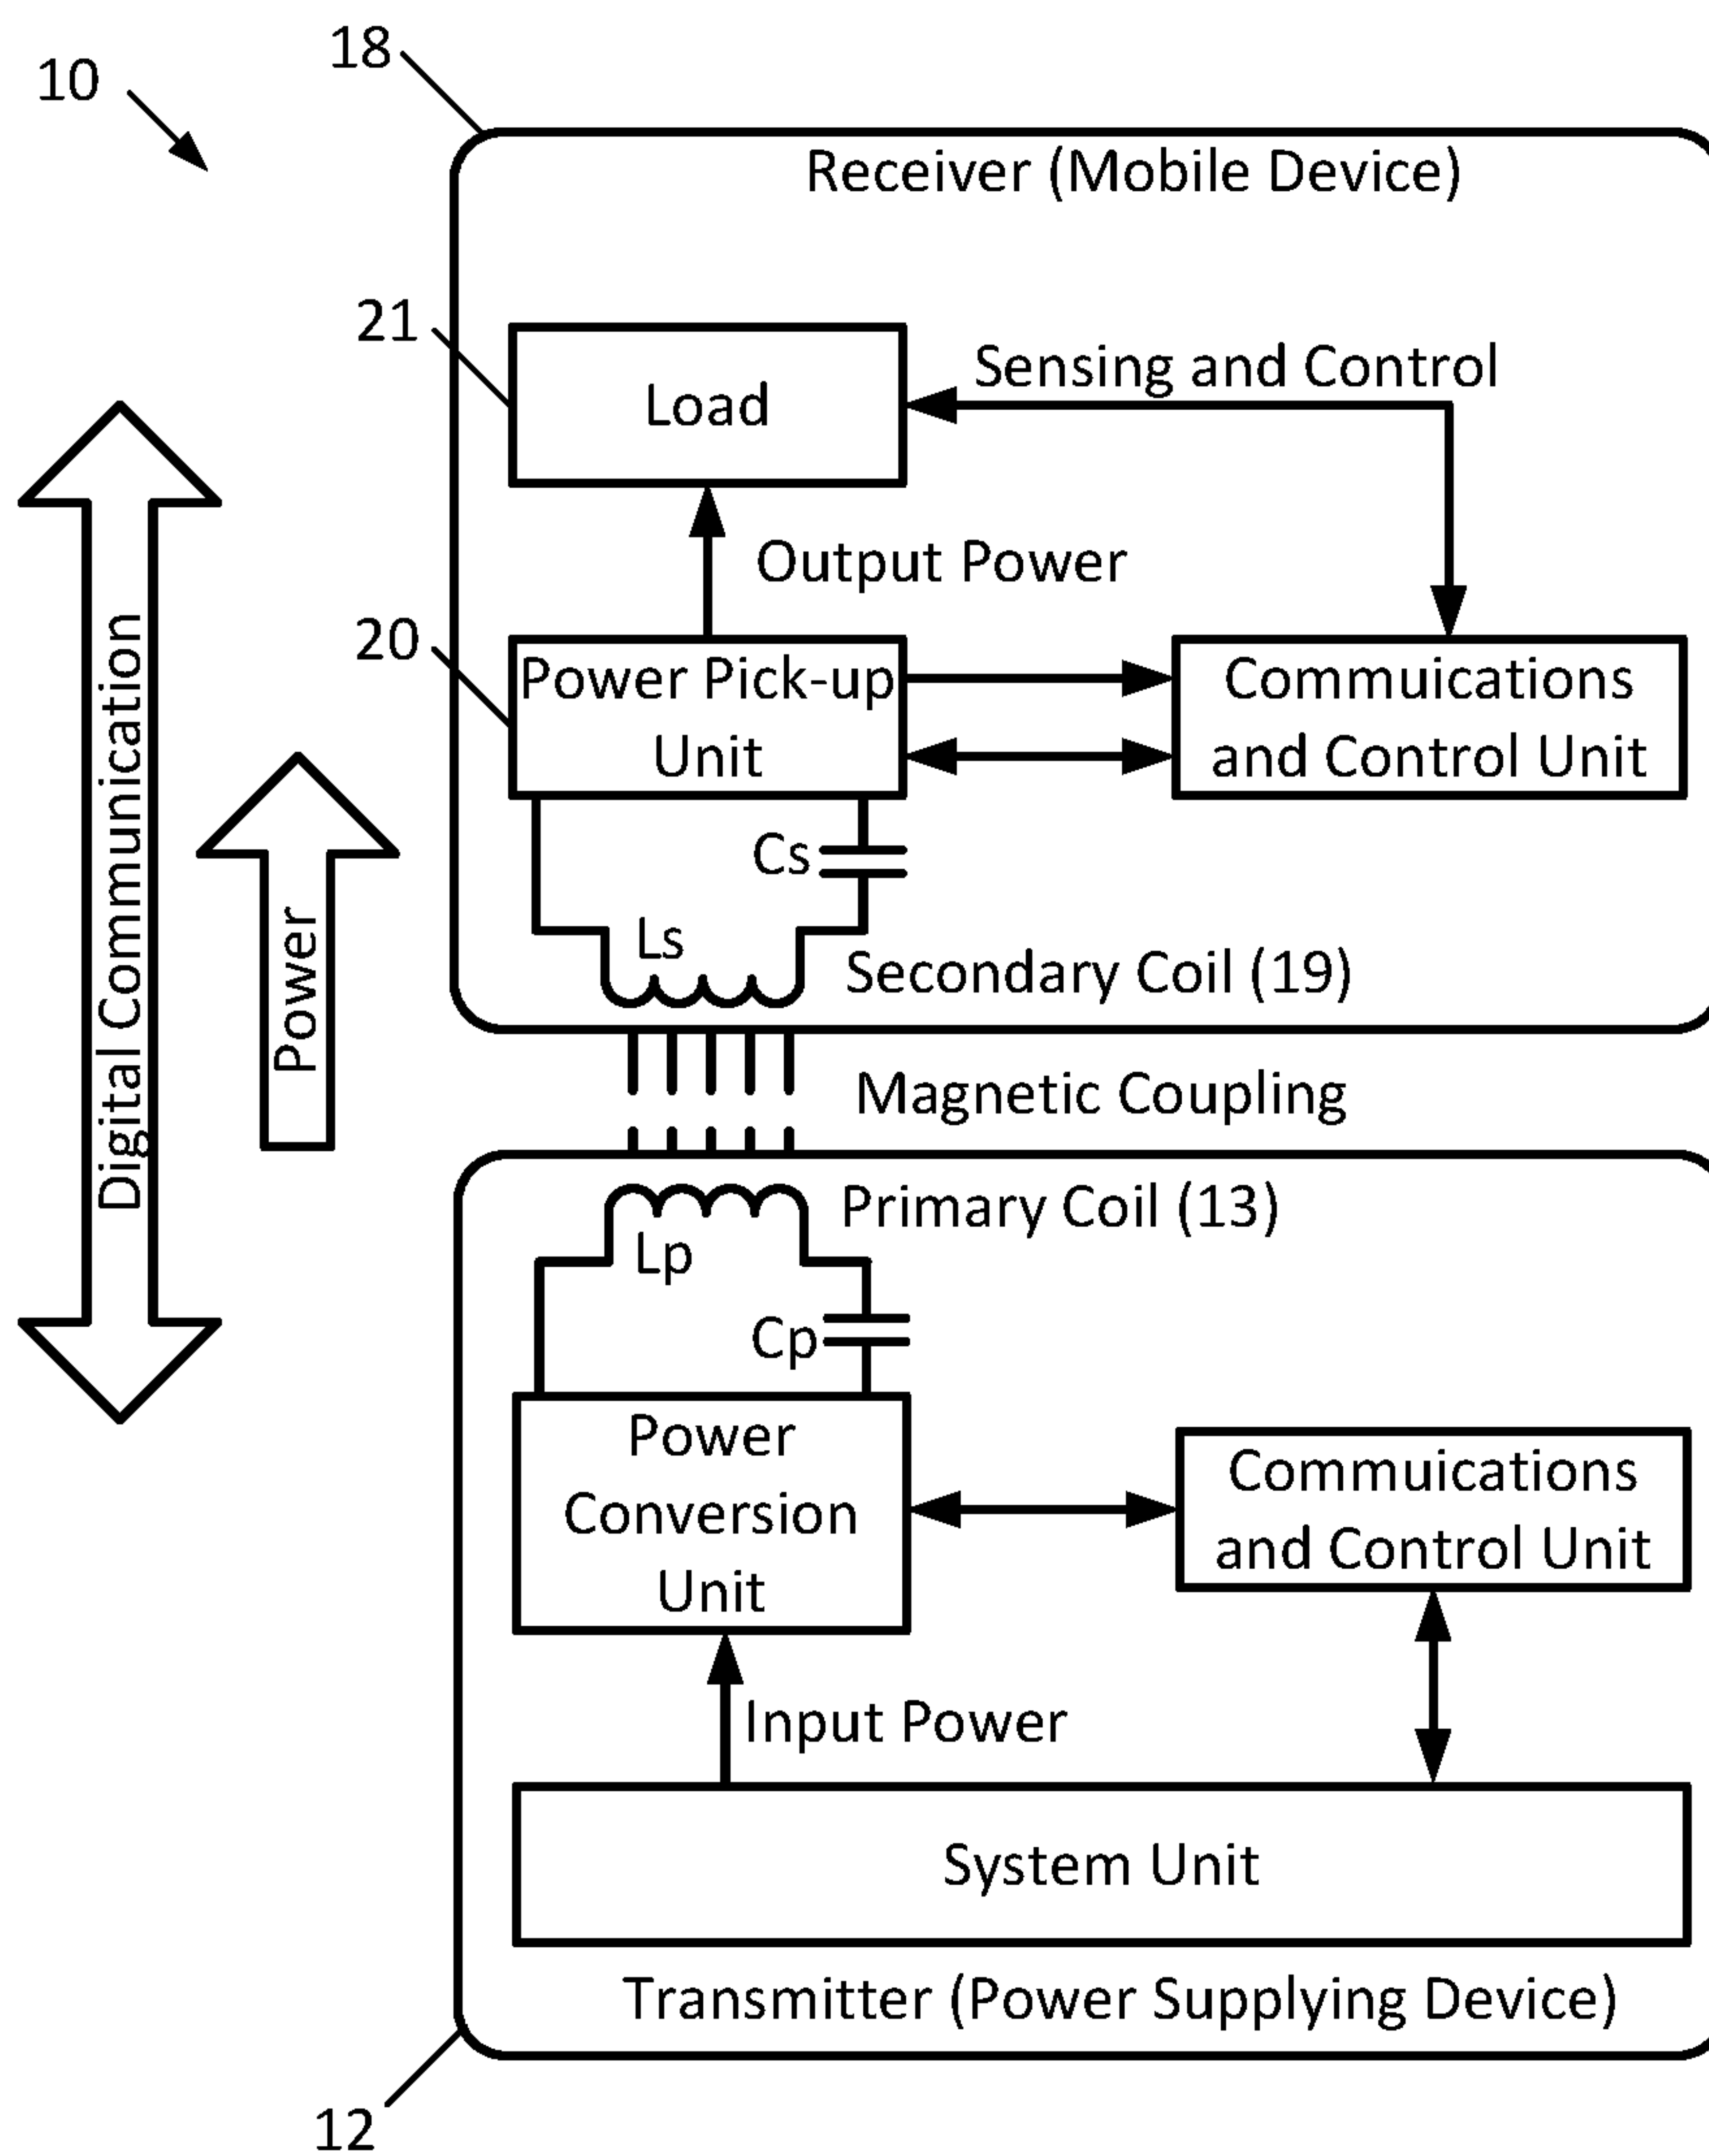 10
18
Receiver (Mobile Device)
21
Load
Sensing and Control
Output Power
20
Power Pick-up
Unit
Commuications
and Control Unit
Cs
Ls
Secondary Coil (19)
Digital Communication
Power
Magnetic Coupling
Primary Coil (13)
Lp
Cp
Power
Conversion
Unit
Commuications
and Control Unit
Input Power
System Unit
Transmitter (Power Supplying Device)
12